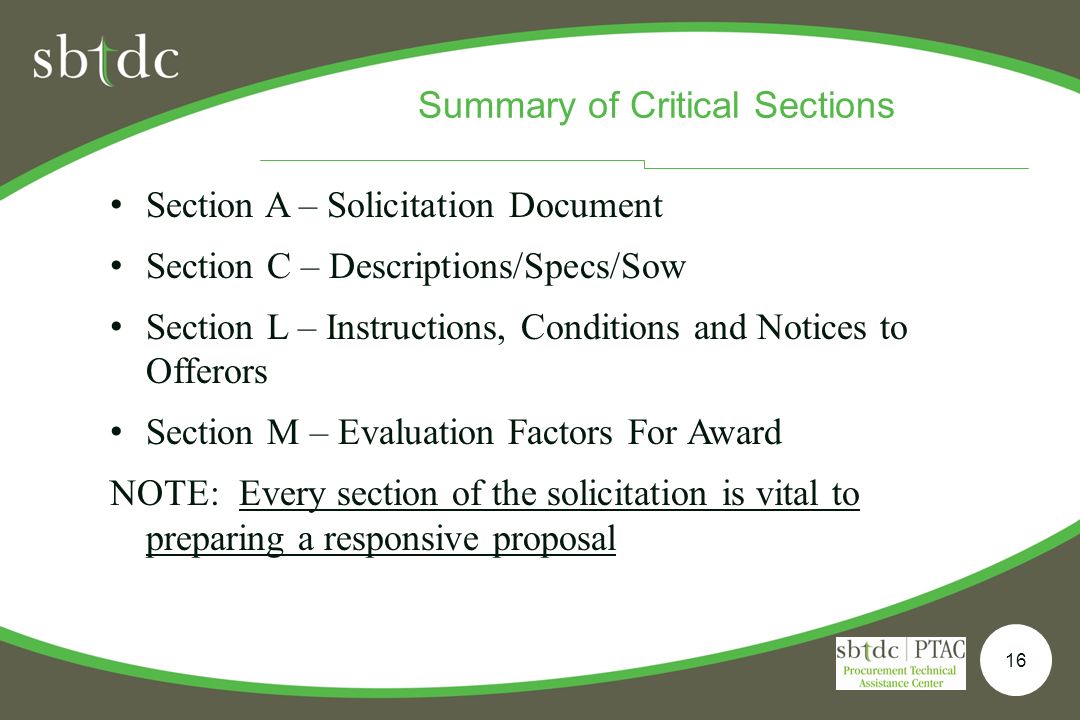 sbtdc
Summary of Critical Sections
• Section A – Solicitation Document
• Section C – Descriptions/Specs/Sow
• Section L – Instructions, Conditions and Notices to
Offerors
• Section M – Evaluation Factors For Award
NOTE: Every section of the solicitation is vital to
preparing a responsive proposal
sbtdc | PTAC
Procurement Technical
Assistance Center
16